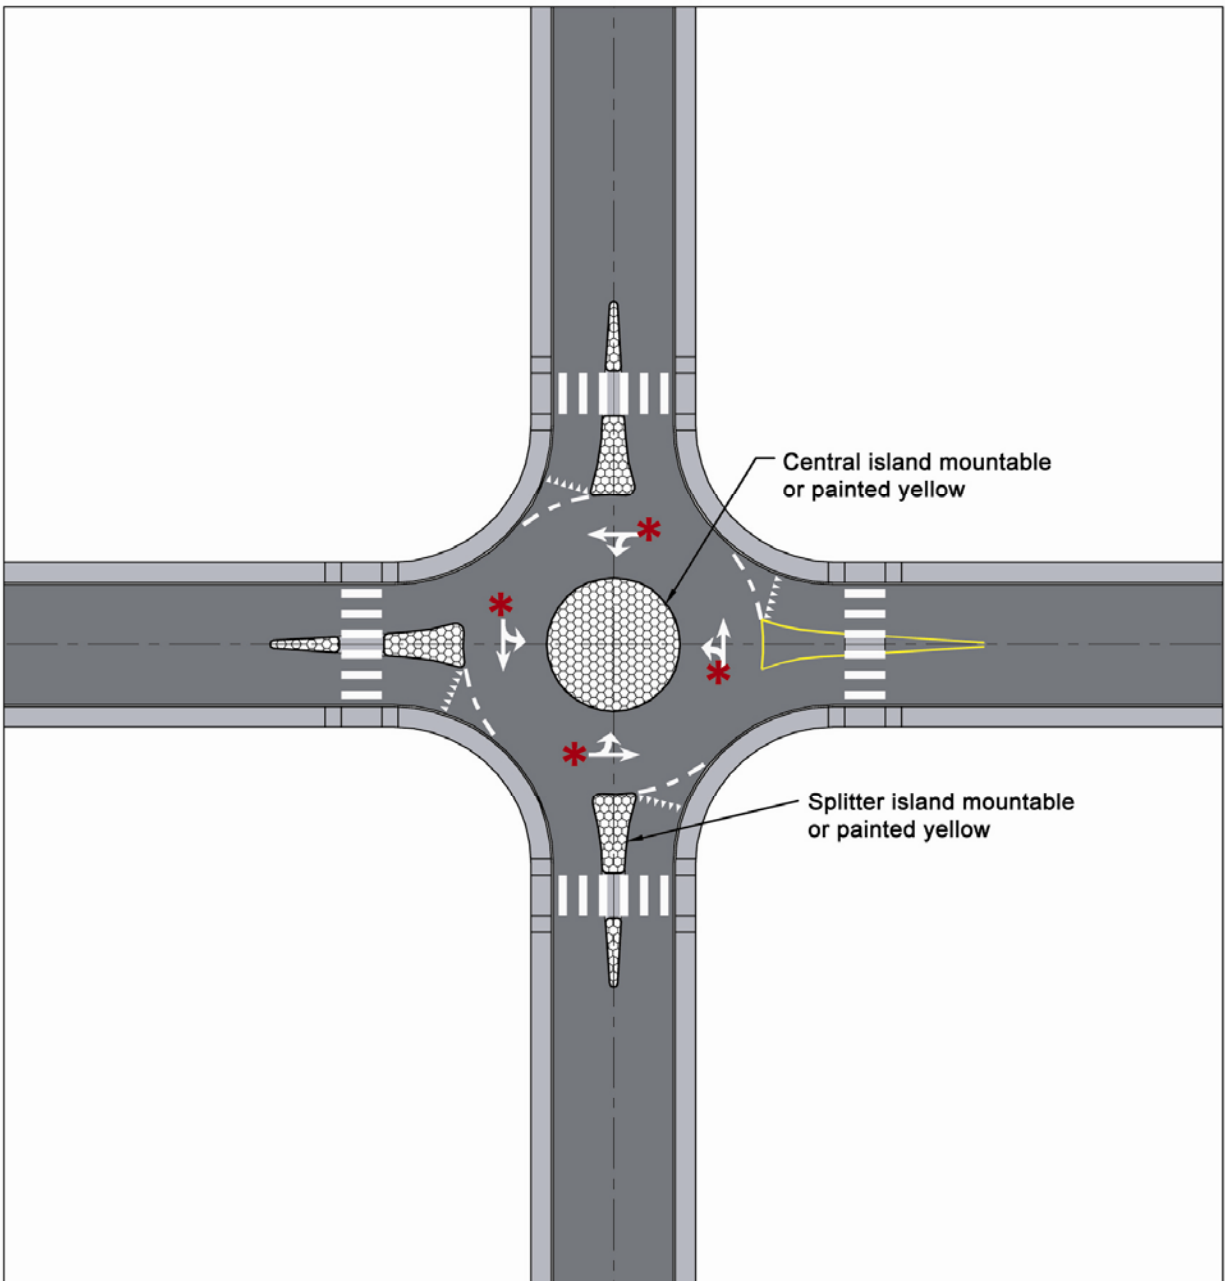 Central island mountable
or painted yellow
Splitter island mountable
or painted yellow